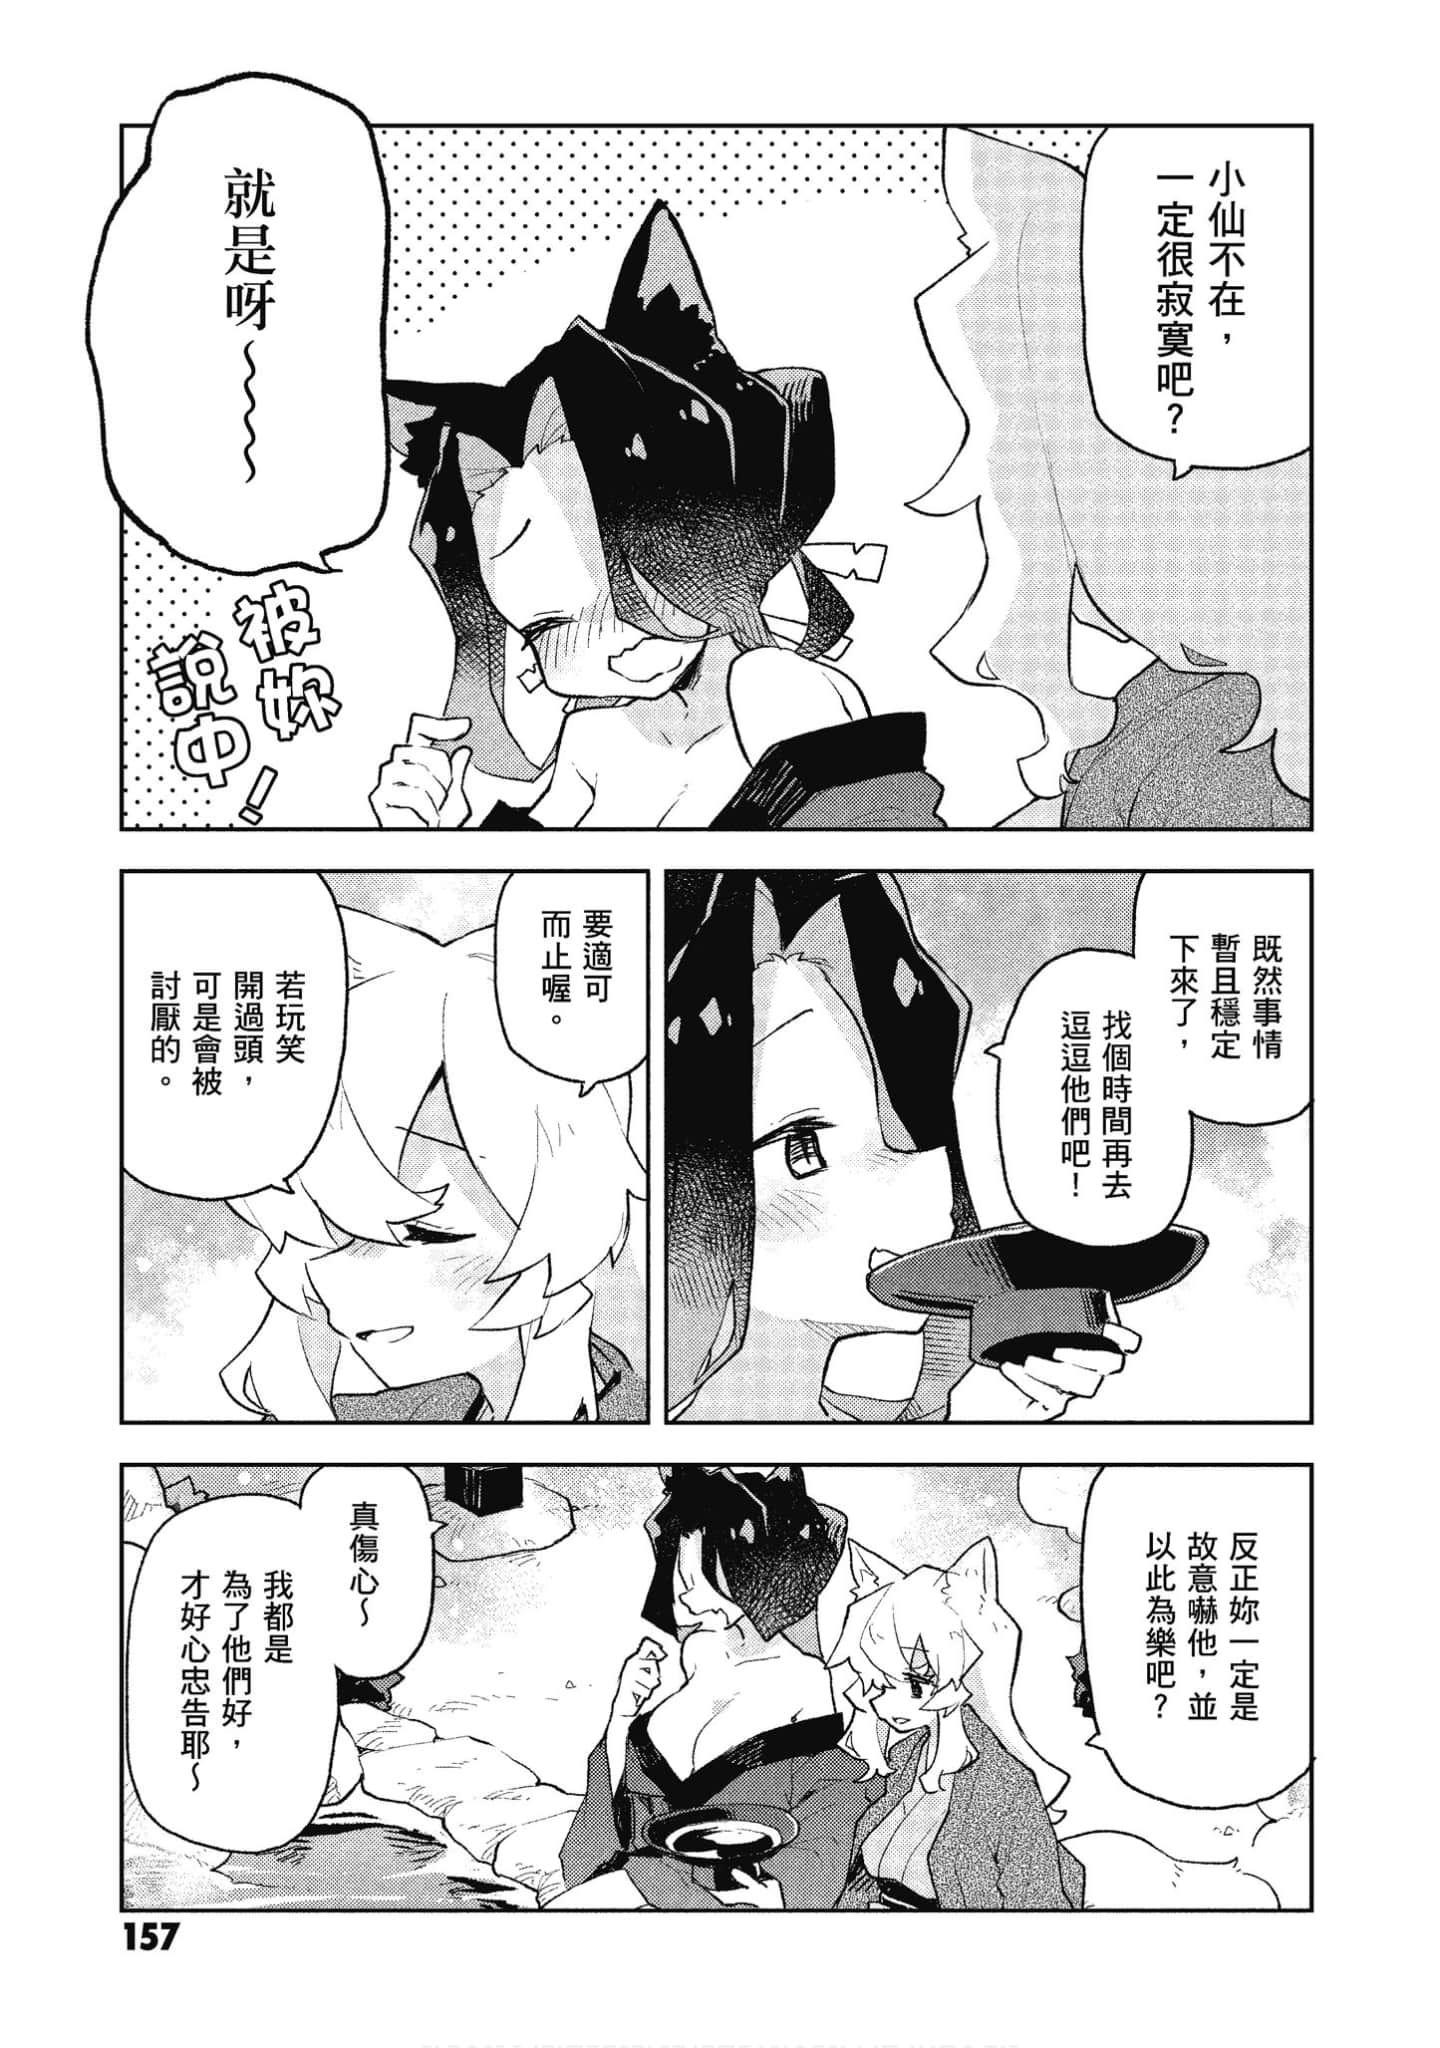 小仙不在，
一定很寂寞吧？
就是呀～～～
被妳
說中！
既然事情
暫且穩定
下來了，
找個時間再去
逗逗他們吧！
要適可
而止喔。
若玩笑
開過頭，
可是會被
討厭的。
反正妳一定是
故意嚇他，並
以此為樂吧？
真傷心～
我都是
為了他們好，
才好心忠告耶～
157